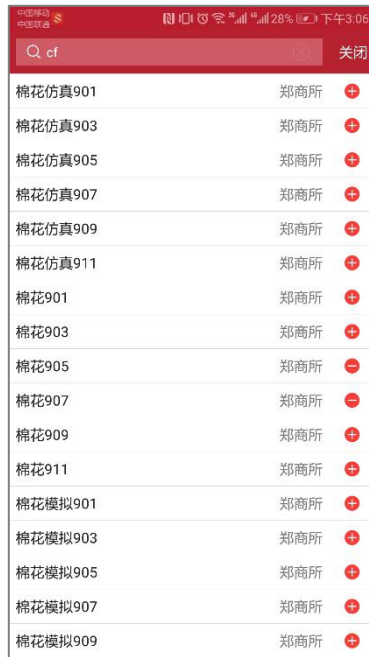 中国移动
中国联通
28% 下午3:06
cf 关闭
棉花仿真901 郑商所
棉花仿真903 郑商所
棉花仿真905 郑商所
棉花仿真907 郑商所
棉花仿真909 郑商所
棉花仿真911 郑商所
棉花901 郑商所
棉花903 郑商所
棉花905 郑商所
棉花907 郑商所
棉花909 郑商所
棉花911 郑商所
棉花模拟901 郑商所
棉花模拟903 郑商所
棉花模拟905 郑商所
棉花模拟907 郑商所
棉花模拟909 郑商所